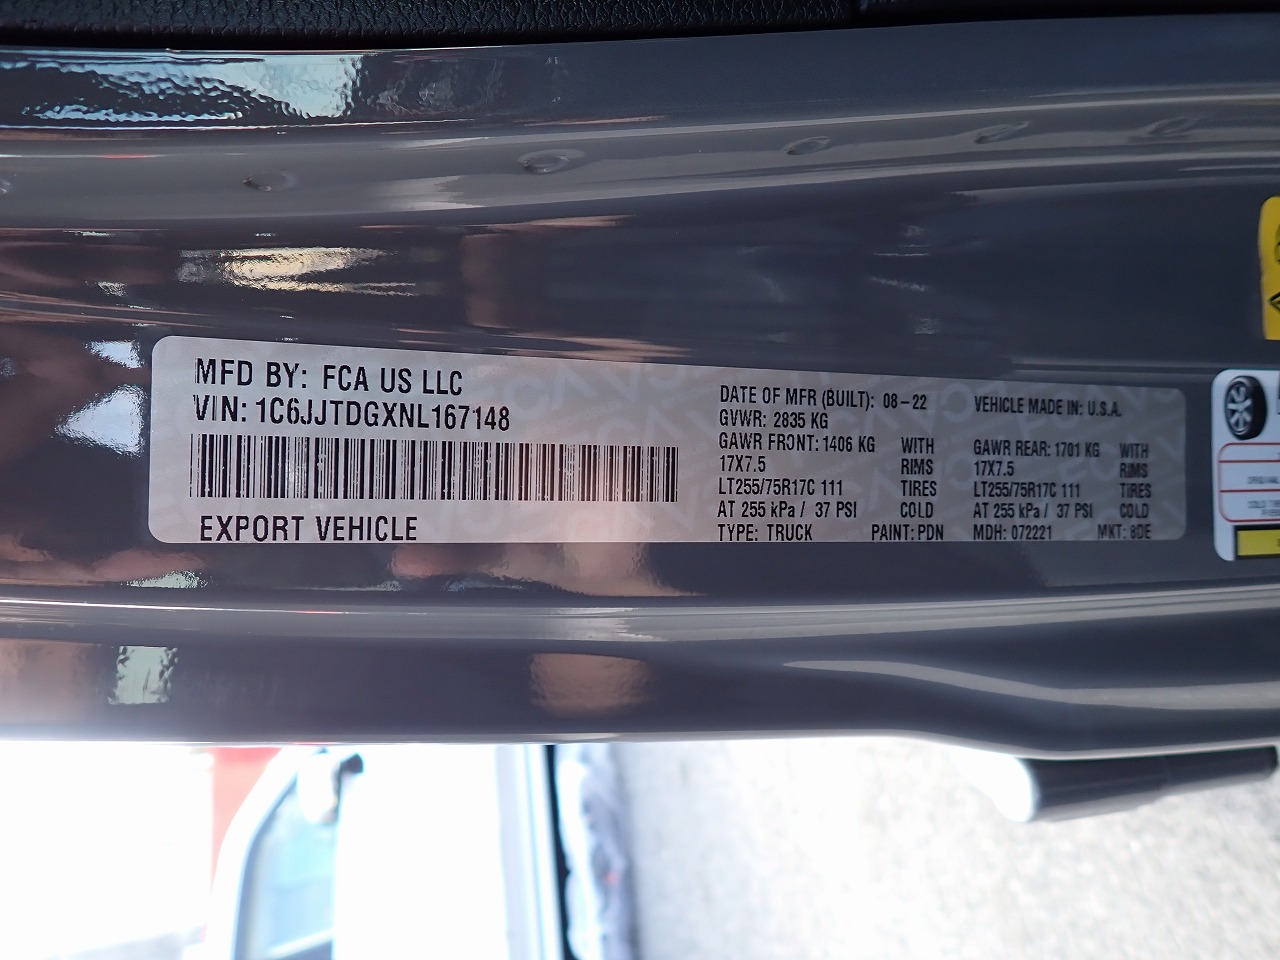 MFD BY: FCA US LLC
VIN: 1C6JJTDGXNL167148
EXPORT VEHICLE
DATE OF MFR (BUILT): 08-22 VEHICLE MADE IN: U.S.A.
GVWR: 2835 KG
GAWR FRONT: 1406 KG WITH GAWR REAR: 1701 KG WITH
17X7.5 RIMS 17X7.5 RIMS
LT255/75R17C 111 TIRES LT255/75R17C 111 TIRES
AT 255 kPa / 37 PSI COLD AT 255 kPa / 37 PSI COLD
TYPE: TRUCK PAINT: PDN MDH: 072221 MKT: 8DE